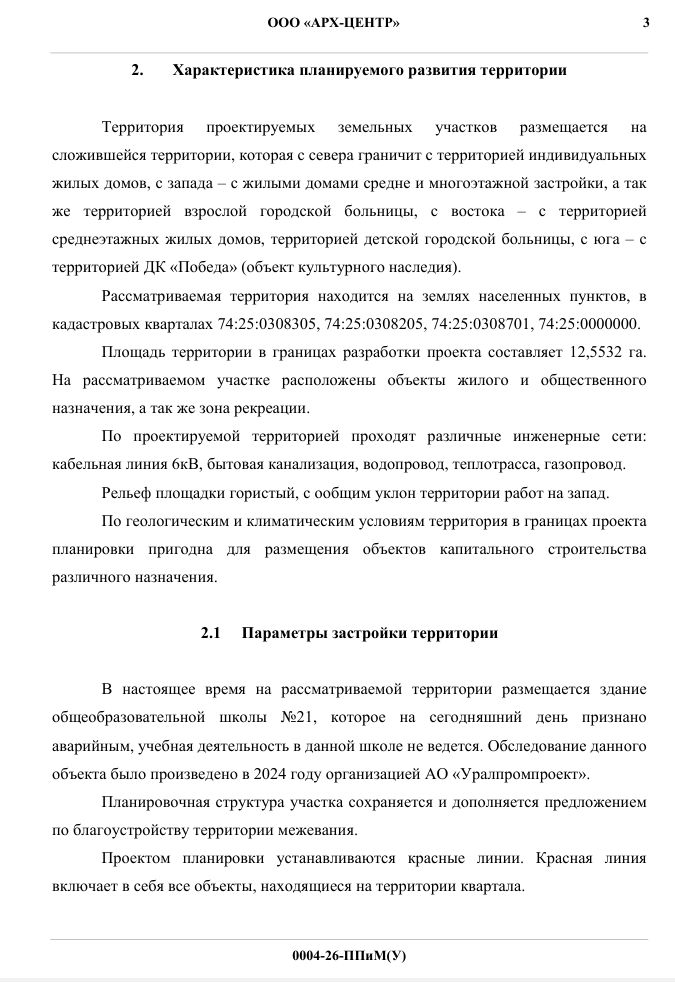 ООО «АРХ-ЦЕНТР» 3
2. Характеристика планируемого развития территории
Территория проектируемых земельных участков размещается на
сложившейся территории, которая с севера граничит с территорией индивидуальных
жилых домов, с запада – с жилыми домами средне и многоэтажной застройки, а так
же территорией взрослой городской больницы, с востока – с территорией
среднеэтажных жилых домов, территорией детской городской больницы, с юга – с
территорией ДК «Победа» (объект культурного наследия).
Рассматриваемая территория находится на землях населенных пунктов, в
кадастровых кварталах 74:25:0308305, 74:25:0308205, 74:25:0308701, 74:25:0000000.
Площадь территории в границах разработки проекта составляет 12,5532 га.
На рассматриваемом участке расположены объекты жилого и общественного
назначения, а так же зона рекреации.
По проектируемой территорией проходят различные инженерные сети:
кабельная линия 6кВ, бытовая канализация, водопровод, теплотрасса, газопровод.
Рельеф площадки гористый, с ообщим уклон территории работ на запад.
По геологическим и климатическим условиям территория в границах проекта
планировки пригодна для размещения объектов капитального строительства
различного назначения.
2.1 Параметры застройки территории
В настоящее время на рассматриваемой территории размещается здание
общеобразовательной школы №21, которое на сегодняшний день признано
аварийным, учебная деятельность в данной школе не ведется. Обследование данного
объекта было произведено в 2024 году организацией АО «Уралпромпроект».
Планировочная структура участка сохраняется и дополняется предложением
по благоустройству территории межевания.
Проектом планировки устанавливаются красные линии. Красная линия
включает в себя все объекты, находящиеся на территории квартала.
0004-26-ППиМ(У)